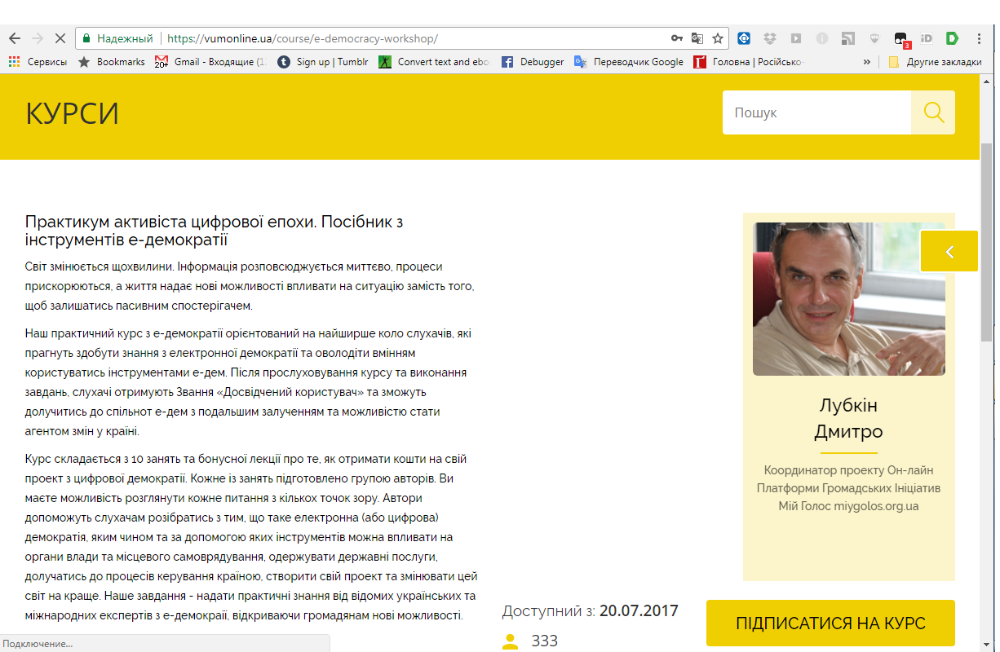 Надежный
https://vumonline.ua/course/e-democracy-workshop/
3
Сервисы
Bookmarks
20+
Gmail - Входящие (1
Sign up | Tumblr
Convert text and ebo
Debugger
Переводчик Google
Головна | Російсько-
»
Другие закладки
КУРСИ
Пошук
Практикум активіста цифрової епохи. Посібник з
інструментів е-демократії
Світ змінюється щохвилини. Інформація розповсюджується миттєво, процеси
прискорюються, а життя надає нові можливості впливати на ситуацію замість того,
щоб залишатись пасивним спостерігачем.
Наш практичний курс з е-демократії орієнтований на найширше коло слухачів, які
прагнуть здобути знання з електронної демократії та оволодіти вмінням
користуватись інструментами е-дем. Після прослуховування курсу та виконання
завдань, слухачі отримують Звання «Досвідчений користувач» та зможуть
долучитись до спільнот е-дем з подальшим залученням та можливістю стати
агентом змін у країні.
Курс складається з 10 занять та бонусної лекції про те, як отримати кошти на свій
проект з цифрової демократії. Кожне із занять підготовлено групою авторів. Ви
маєте можливість розглянути кожне питання з кількох точок зору. Автори
допоможуть слухачам розібратись з тим, що таке електронна (або цифрова)
демократія, яким чином та за допомогою яких інструментів можна впливати на
органи влади та місцевого самоврядування, одержувати державні послуги,
долучатись до процесів керування країною, створити свій проект та змінювати цей
світ на краще. Наше завдання - надати практичні знання від відомих українських та
міжнародних експертів з е-демокраії, відкриваючи громадянам нові можливості.
Лубкін
Дмитро
Координатор проекту Он-лайн
Платформи Громадських Ініціатив
Мій Голос miygolos.org.ua
Доступний з: 20.07.2017
333
ПІДПИСАТИСЯ НА КУРС
Подключение...